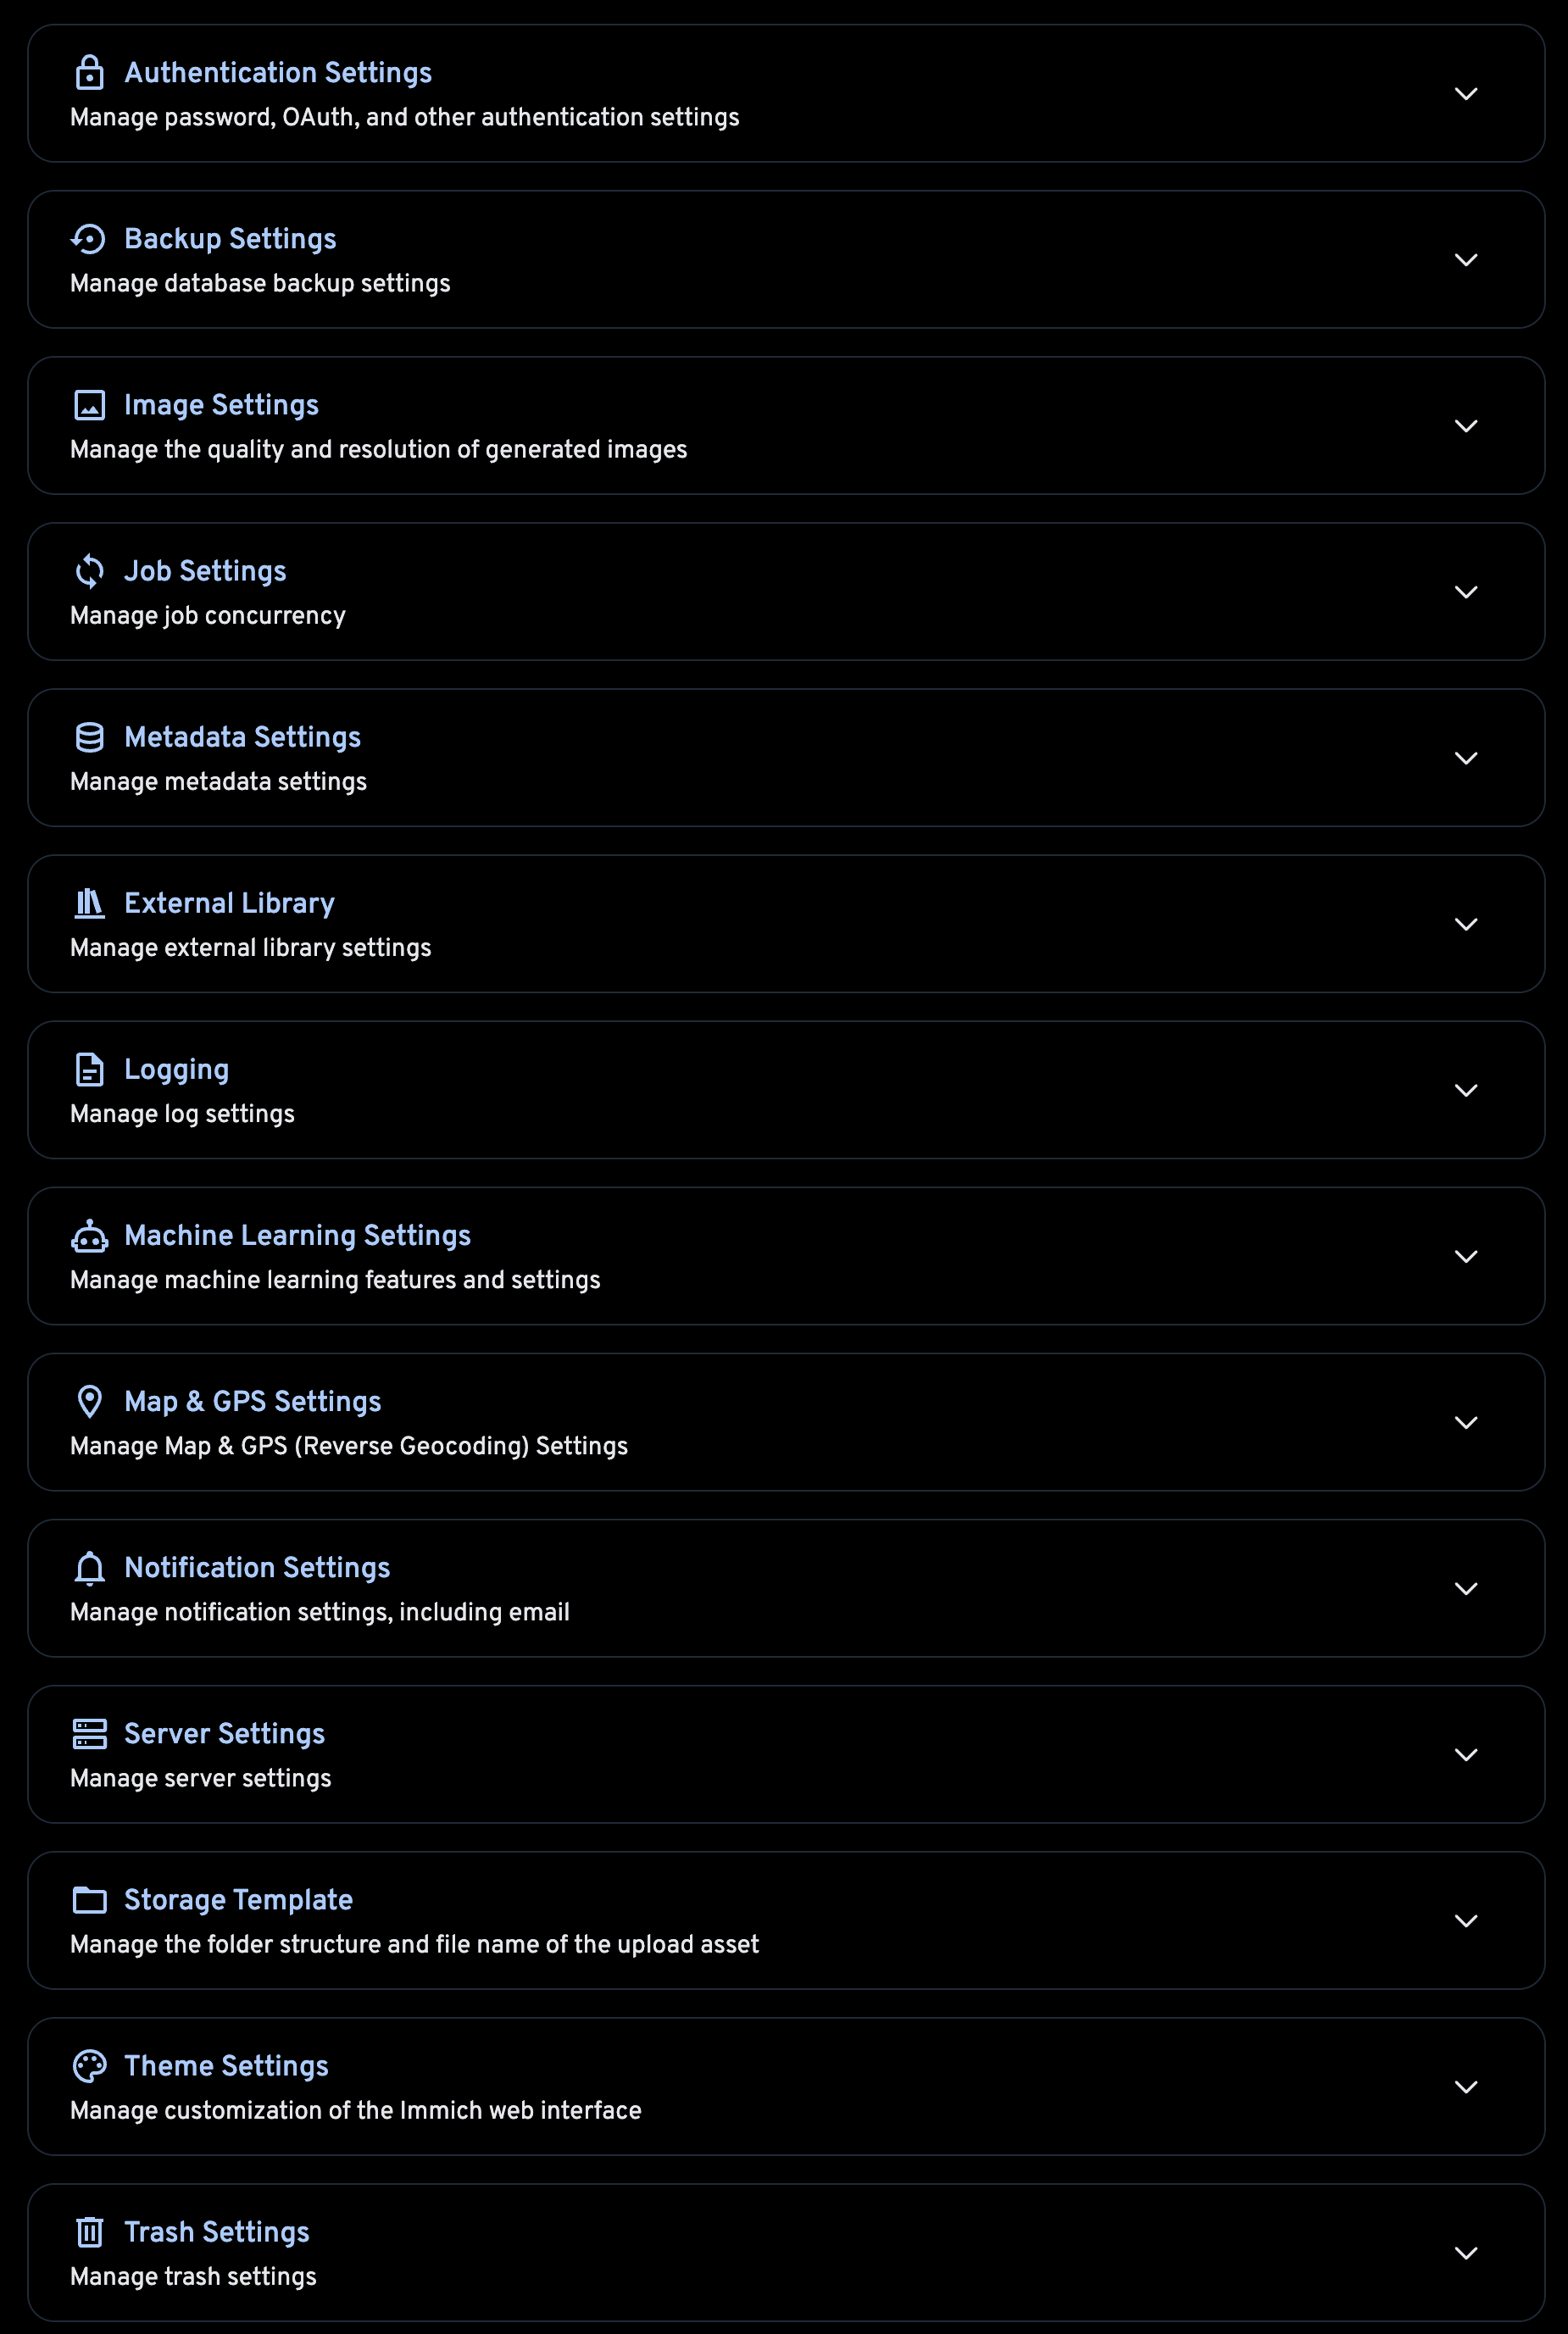 Authentication Settings
Manage password, OAuth, and other authentication settings
Backup Settings
Manage database backup settings
Image Settings
Manage the quality and resolution of generated images
Job Settings
Manage job concurrency
Metadata Settings
Manage metadata settings
External Library
Manage external library settings
Logging
Manage log settings
Machine Learning Settings
Manage machine learning features and settings
Map & GPS Settings
Manage Map & GPS (Reverse Geocoding) Settings
Notification Settings
Manage notification settings, including email
Server Settings
Manage server settings
Storage Template
Manage the folder structure and file name of the upload asset
Theme Settings
Manage customization of the Immich web interface
Trash Settings
Manage trash settings